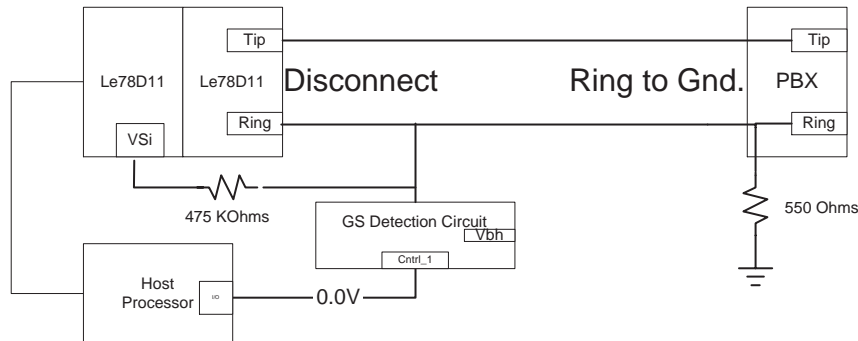 Tip
Tip
Le78D11
Le78D11
Disconnect
Ring to Gnd.
PBX
Ring
Ring
VSi
475 KOhms
550 Ohms
GS Detection Circuit
Vbh
Cntrl_1
Host
Processor
I/O
0.0V